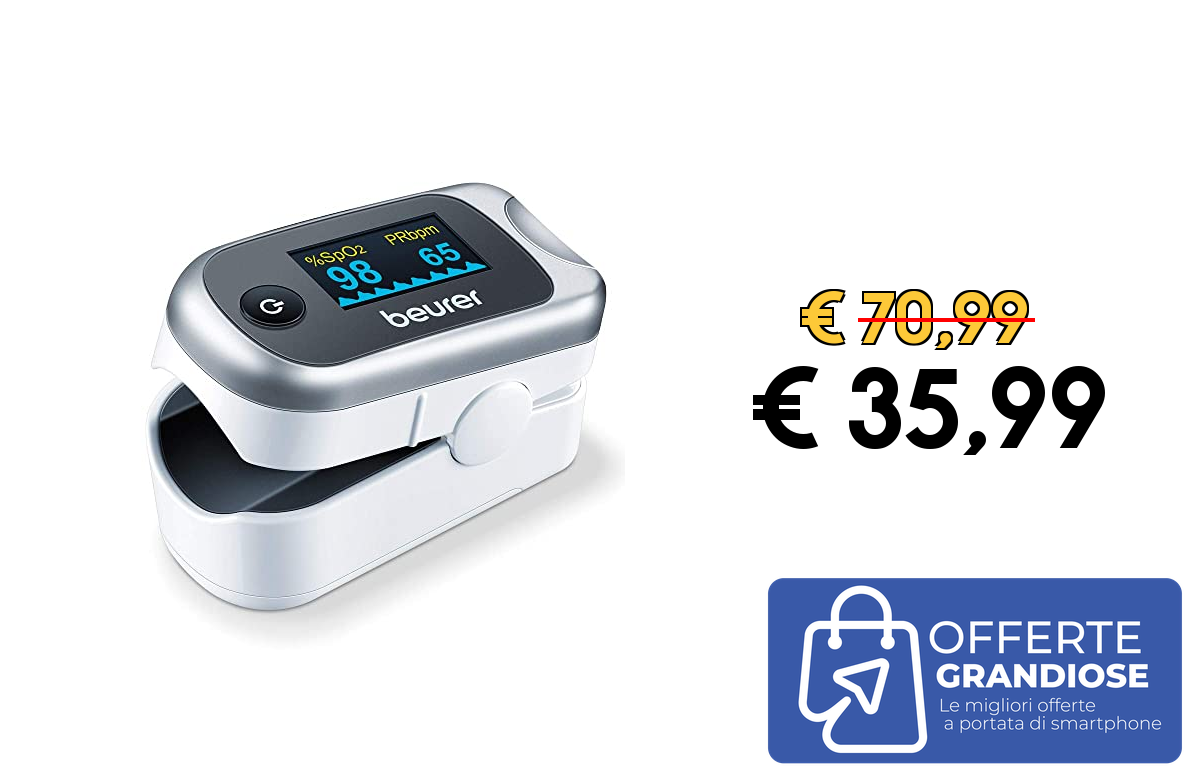 %SpO2 PRbpm
98 65
beurer
€ 70,99
€ 35,99
OFFERTE
GRANDIOSE
Le migliori offerte
a portata di smartphone